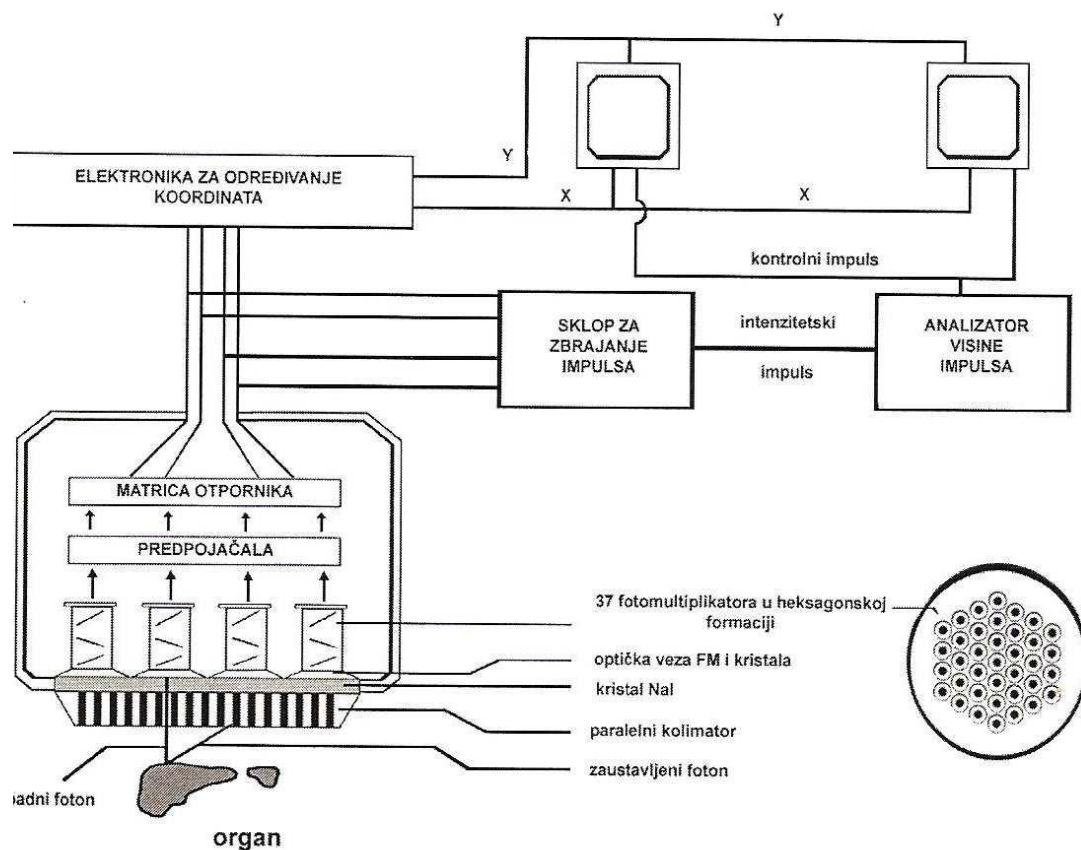 Y
Y
ELEKTRONIKA ZA ODREĐIVANJE
KOORDINATA
X
X
kontrolni impuls
SKLOP ZA
ZBRAJANJE
IMPULSA
intenzitetski
impuls
ANALIZATOR
VISINE
IMPULSA
MATRICA OTPORNIKA
PREDPOJAČALA
37 fotomultiplikatora u heksagonskoj
formaciji
optička veza FM i kristala
kristal NaI
paralelni kolimator
zaustavljeni foton
padni foton
organ